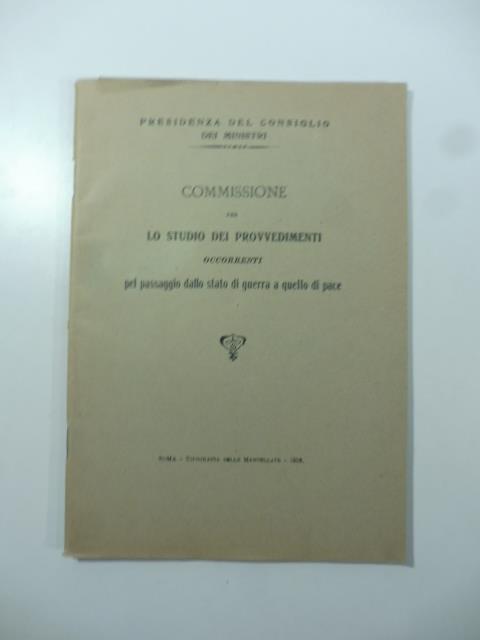 PRESIDENZA DEL CONSIGLIO
DEI MINISTRI
COMMISSIONE
PER
LO STUDIO DEI PROVVEDIMENTI
OCCORRENTI
pel passaggio dallo stato di guerra a quello di pace
ROMA - TIPOGRAFIA DELLE MANTELLATE - 1918.